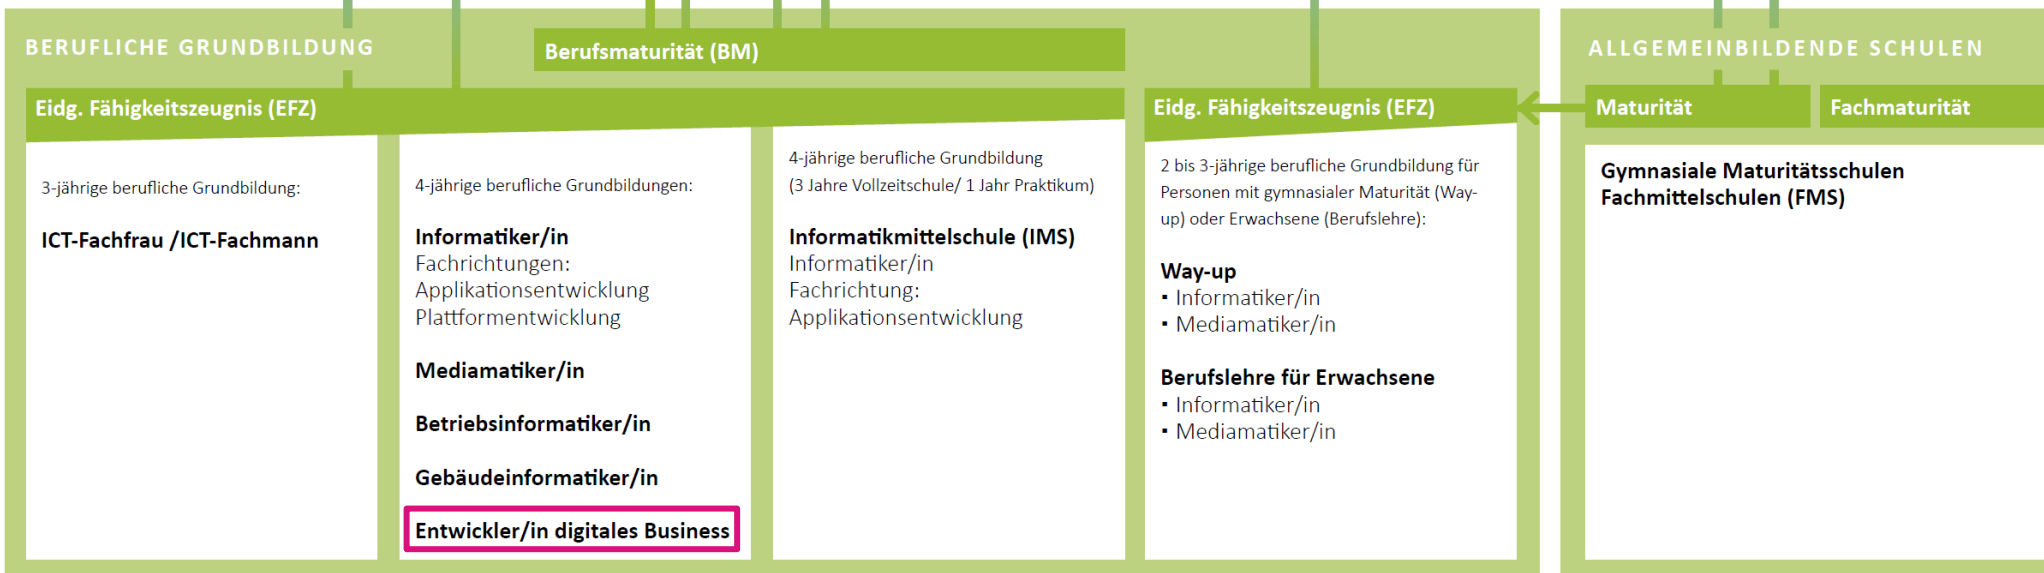 BERUFLICHE GRUNDBILDUNG
Berufsmaturität (BM)
Eidg. Fähigkeitszeugnis (EFZ)
3-jährige berufliche Grundbildung:
ICT-Fachfrau /ICT-Fachmann
4-jährige berufliche Grundbildungen:
Informatiker/in
Fachrichtungen:
Applikationsentwicklung
Plattformentwicklung
Mediamatiker/in
Betriebsinformatiker/in
Gebäudeinformatiker/in
Entwickler/in digitales Business
4-jährige berufliche Grundbildung
(3 Jahre Vollzeitschule/ 1 Jahr Praktikum)
Informatikmittelschule (IMS)
Informatiker/in
Fachrichtung:
Applikationsentwicklung
Eidg. Fähigkeitszeugnis (EFZ)
2 bis 3-jährige berufliche Grundbildung für
Personen mit gymnasialer Maturität (Way-
up) oder Erwachsene (Berufslehre):
Way-up
▪ Informatiker/in
▪ Mediamatiker/in
Berufslehre für Erwachsene
▪ Informatiker/in
▪ Mediamatiker/in
ALLGEMEINBILDENDE SCHULEN
Maturität
Fachmaturität
Gymnasiale Maturitätsschulen
Fachmittelschulen (FMS)